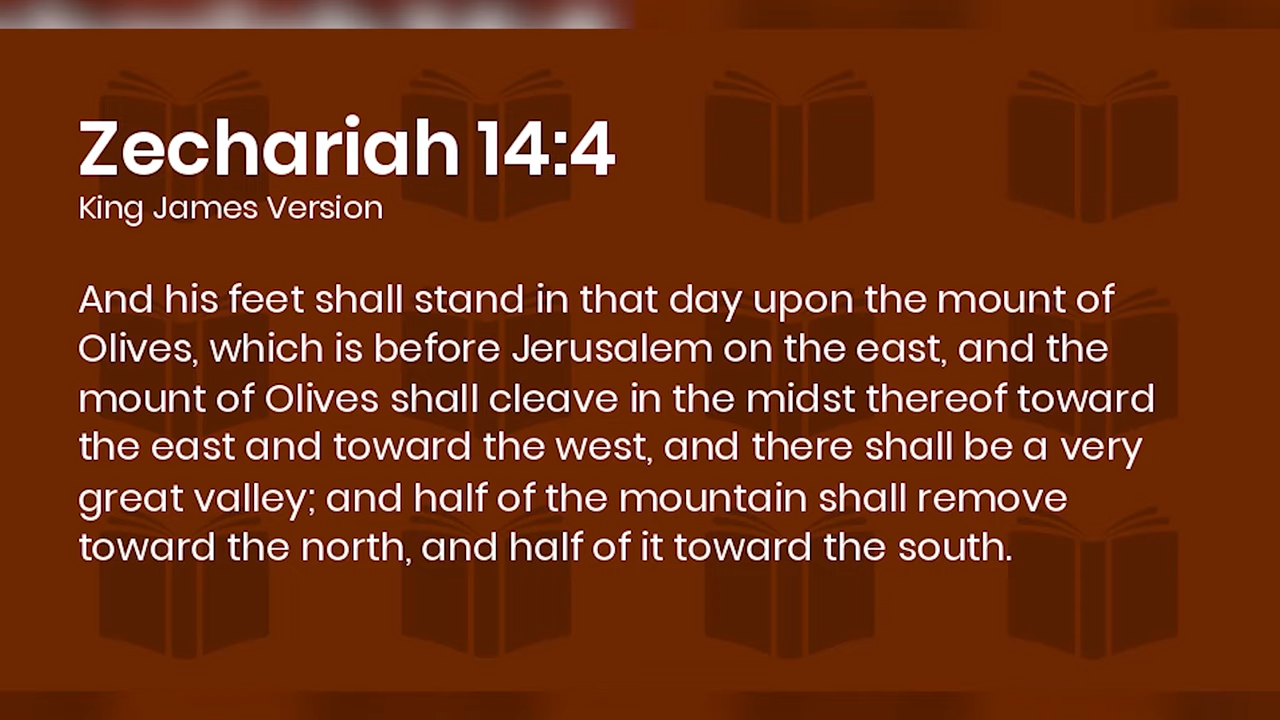 Zechariah 14:4
King James Version
And his feet shall stand in that day upon the mount of
Olives, which is before Jerusalem on the east, and the
mount of Olives shall cleave in the midst thereof toward
the east and toward the west, and there shall be a very
great valley; and half of the mountain shall remove
toward the north, and half of it toward the south.